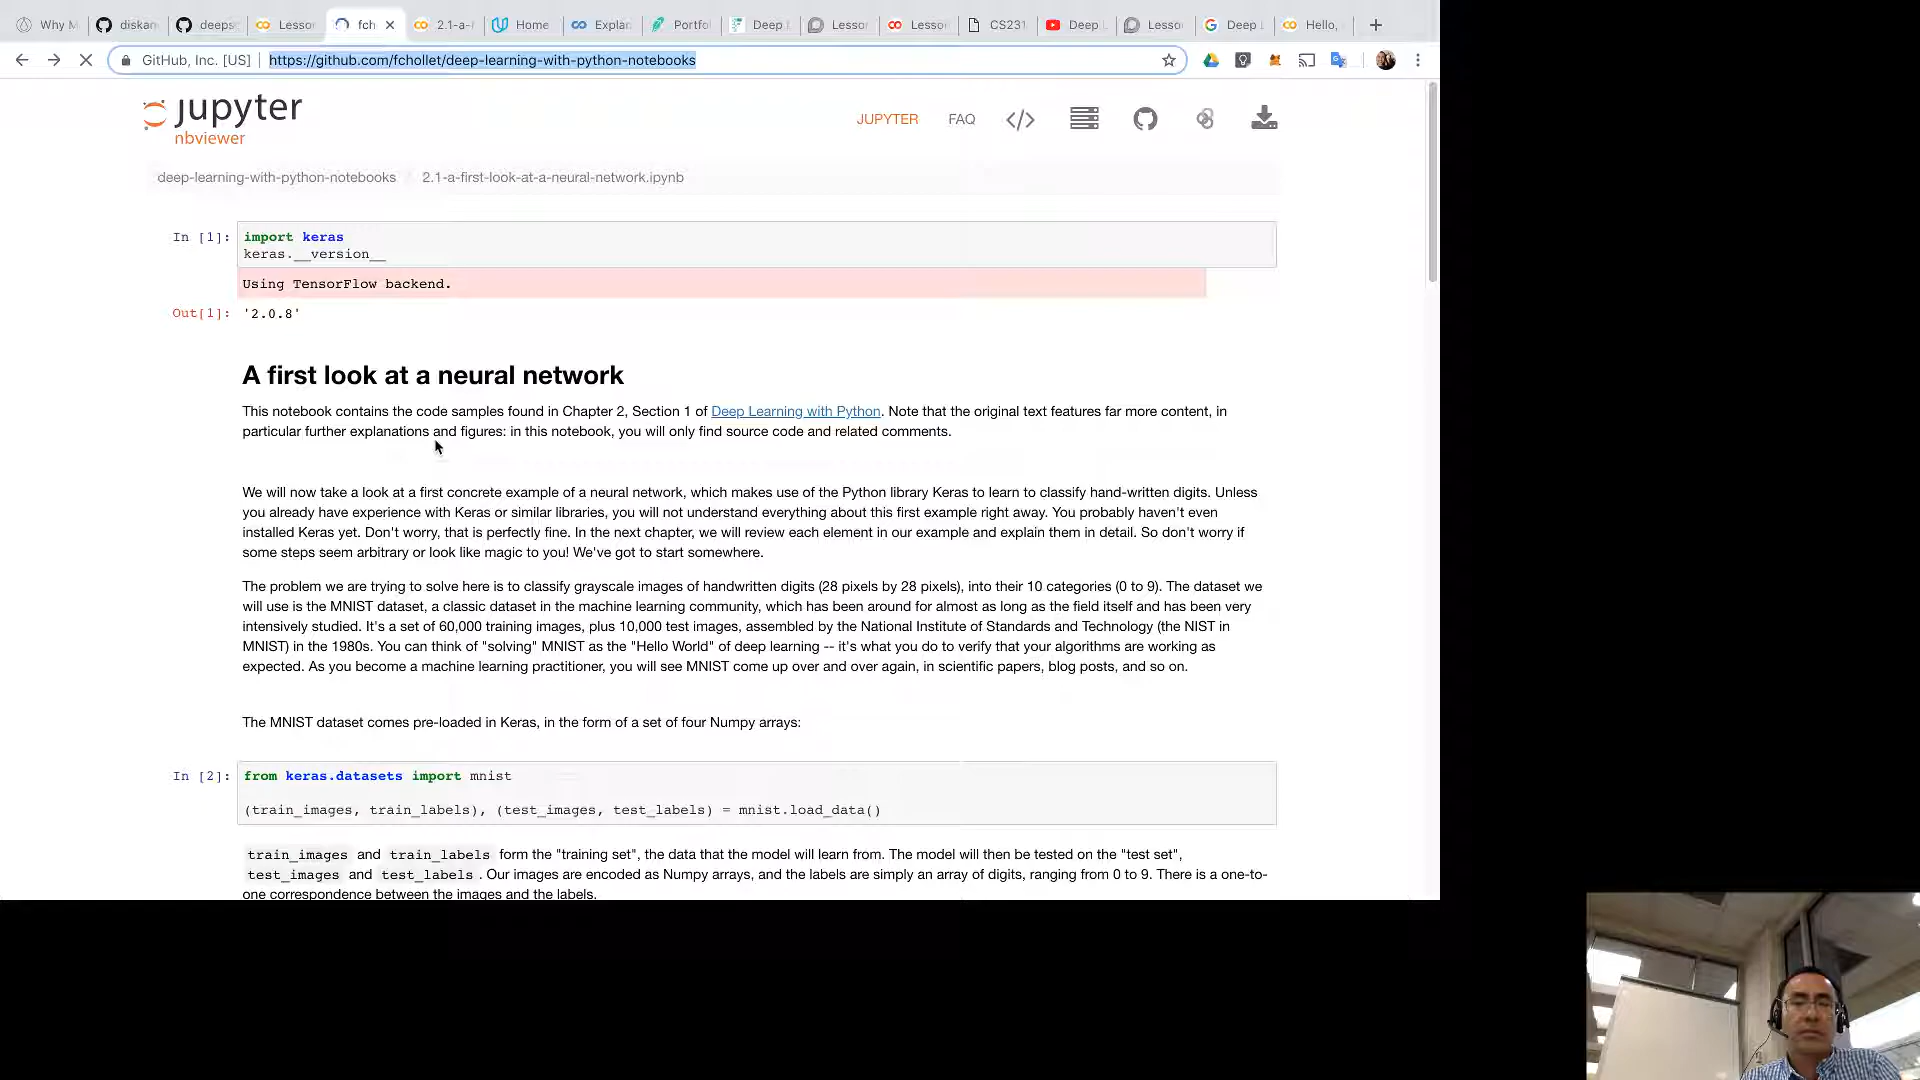 Why M
diskan
deeps
Lesso
fch
2.1-a-
Home
Explai
Portfo
Deep
Lesso
Lesso
CS231
Deep
Lesso
Deep
Hello,
GitHub, Inc. [US] | https://github.com/fchollet/deep-learning-with-python-notebooks
jupyter
nbviewer
JUPYTER FAQ
deep-learning-with-python-notebooks / 2.1-a-first-look-at-a-neural-network.ipynb
In [1]: import keras
keras.__version__
Using TensorFlow backend.
Out[1]: '2.0.8'
A first look at a neural network
This notebook contains the code samples found in Chapter 2, Section 1 of Deep Learning with Python. Note that the original text features far more content, in
particular further explanations and figures: in this notebook, you will only find source code and related comments.
We will now take a look at a first concrete example of a neural network, which makes use of the Python library Keras to learn to classify hand-written digits. Unless
you already have experience with Keras or similar libraries, you will not understand everything about this first example right away. You probably haven't even
installed Keras yet. Don't worry, that is perfectly fine. In the next chapter, we will review each element in our example and explain them in detail. So don't worry if
some steps seem arbitrary or look like magic to you! We've got to start somewhere.
The problem we are trying to solve here is to classify grayscale images of handwritten digits (28 pixels by 28 pixels), into their 10 categories (0 to 9). The dataset we
will use is the MNIST dataset, a classic dataset in the machine learning community, which has been around for almost as long as the field itself and has been very
intensively studied. It's a set of 60,000 training images, plus 10,000 test images, assembled by the National Institute of Standards and Technology (the NIST in
MNIST) in the 1980s. You can think of "solving" MNIST as the "Hello World" of deep learning -- it's what you do to verify that your algorithms are working as
expected. As you become a machine learning practitioner, you will see MNIST come up over and over again, in scientific papers, blog posts, and so on.
The MNIST dataset comes pre-loaded in Keras, in the form of a set of four Numpy arrays:
In [2]: from keras.datasets import mnist
(train_images, train_labels), (test_images, test_labels) = mnist.load_data()
train_images and train_labels form the "training set", the data that the model will learn from. The model will then be tested on the "test set",
test_images and test_labels. Our images are encoded as Numpy arrays, and the labels are simply an array of digits, ranging from 0 to 9. There is a one-to-
one correspondence between the images and the labels.